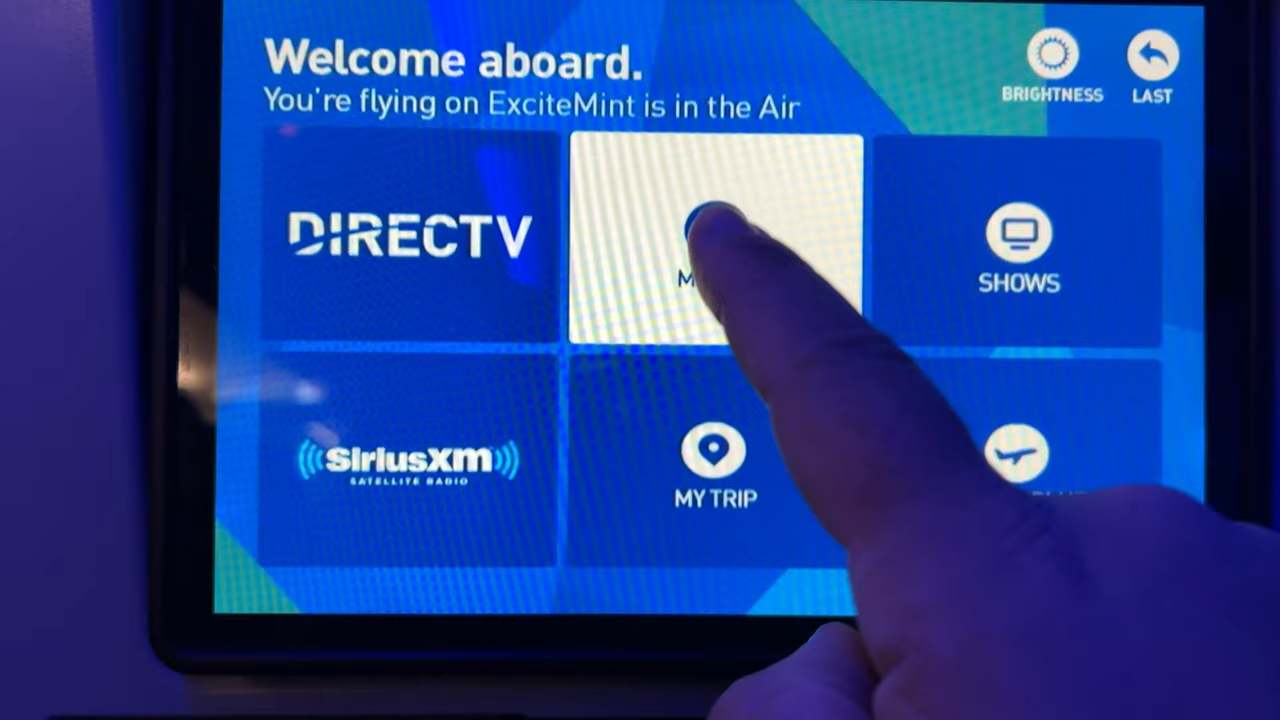 Welcome aboard.
You're flying on ExciteMint is in the Air
BRIGHTNESS
LAST
DIRECTV
SHOWS
SiriusXM
SATELLITE RADIO
MY TRIP